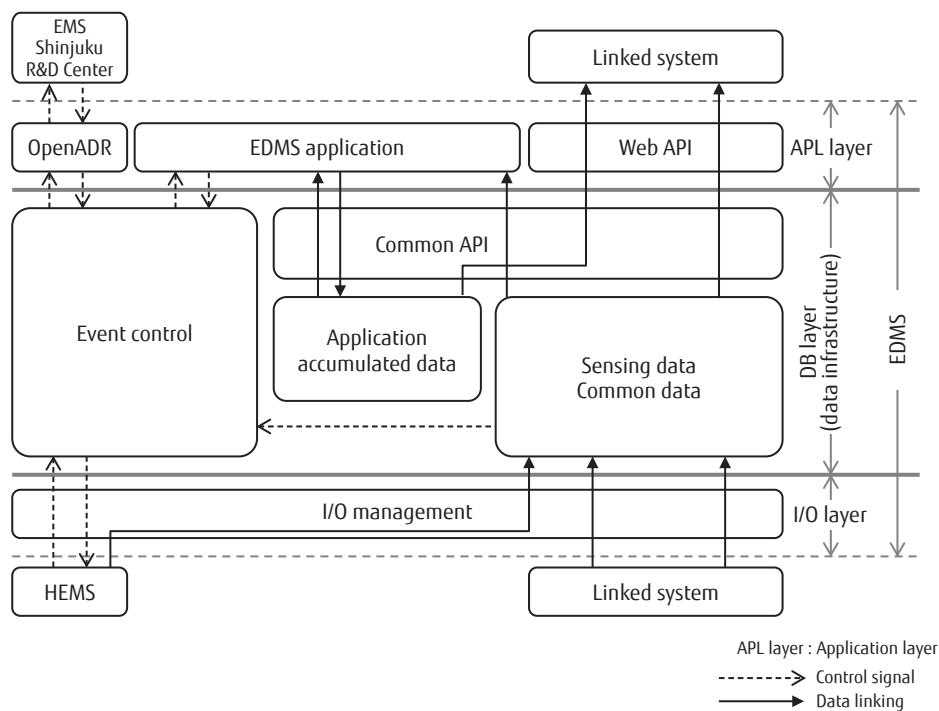 EMS
Shinjuku
R&D Center
Linked system
OpenADR
EDMS application
Web API
APL layer
Common API
Event control
Application
accumulated data
Sensing data
Common data
DB layer
(data infrastructure)
EDMS
I/O management
I/O layer
HEMS
Linked system
APL layer : Application layer
Control signal
Data linking